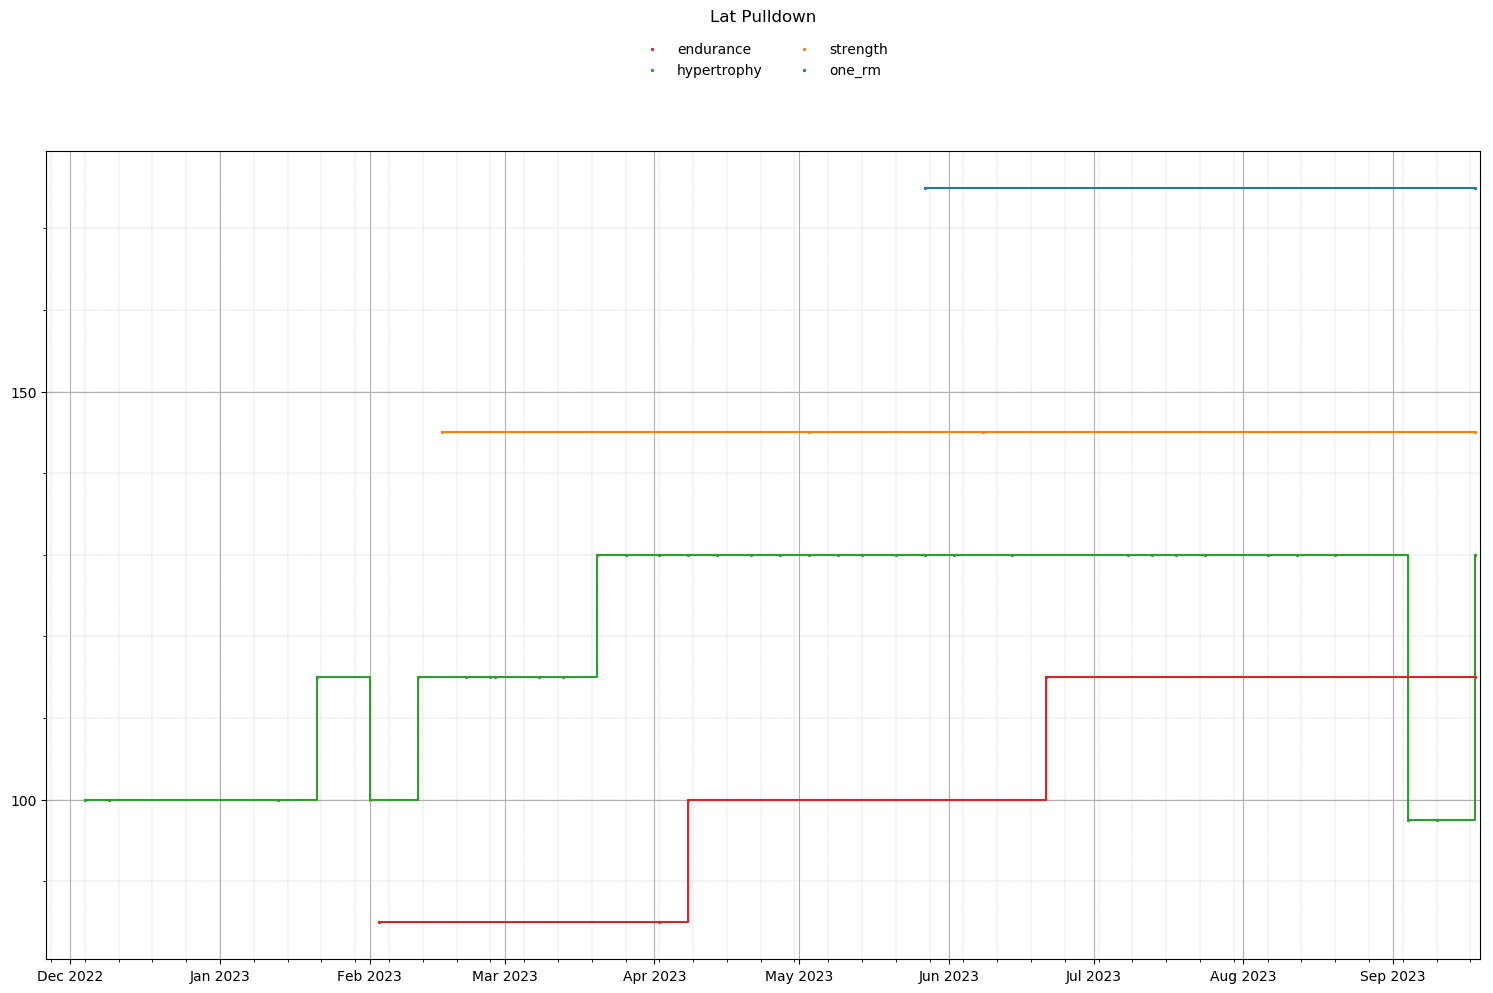 Lat Pulldown
endurance strength
hypertrophy one_rm
150
100
Dec 2022 Jan 2023 Feb 2023 Mar 2023 Apr 2023 May 2023 Jun 2023 Jul 2023 Aug 2023 Sep 2023